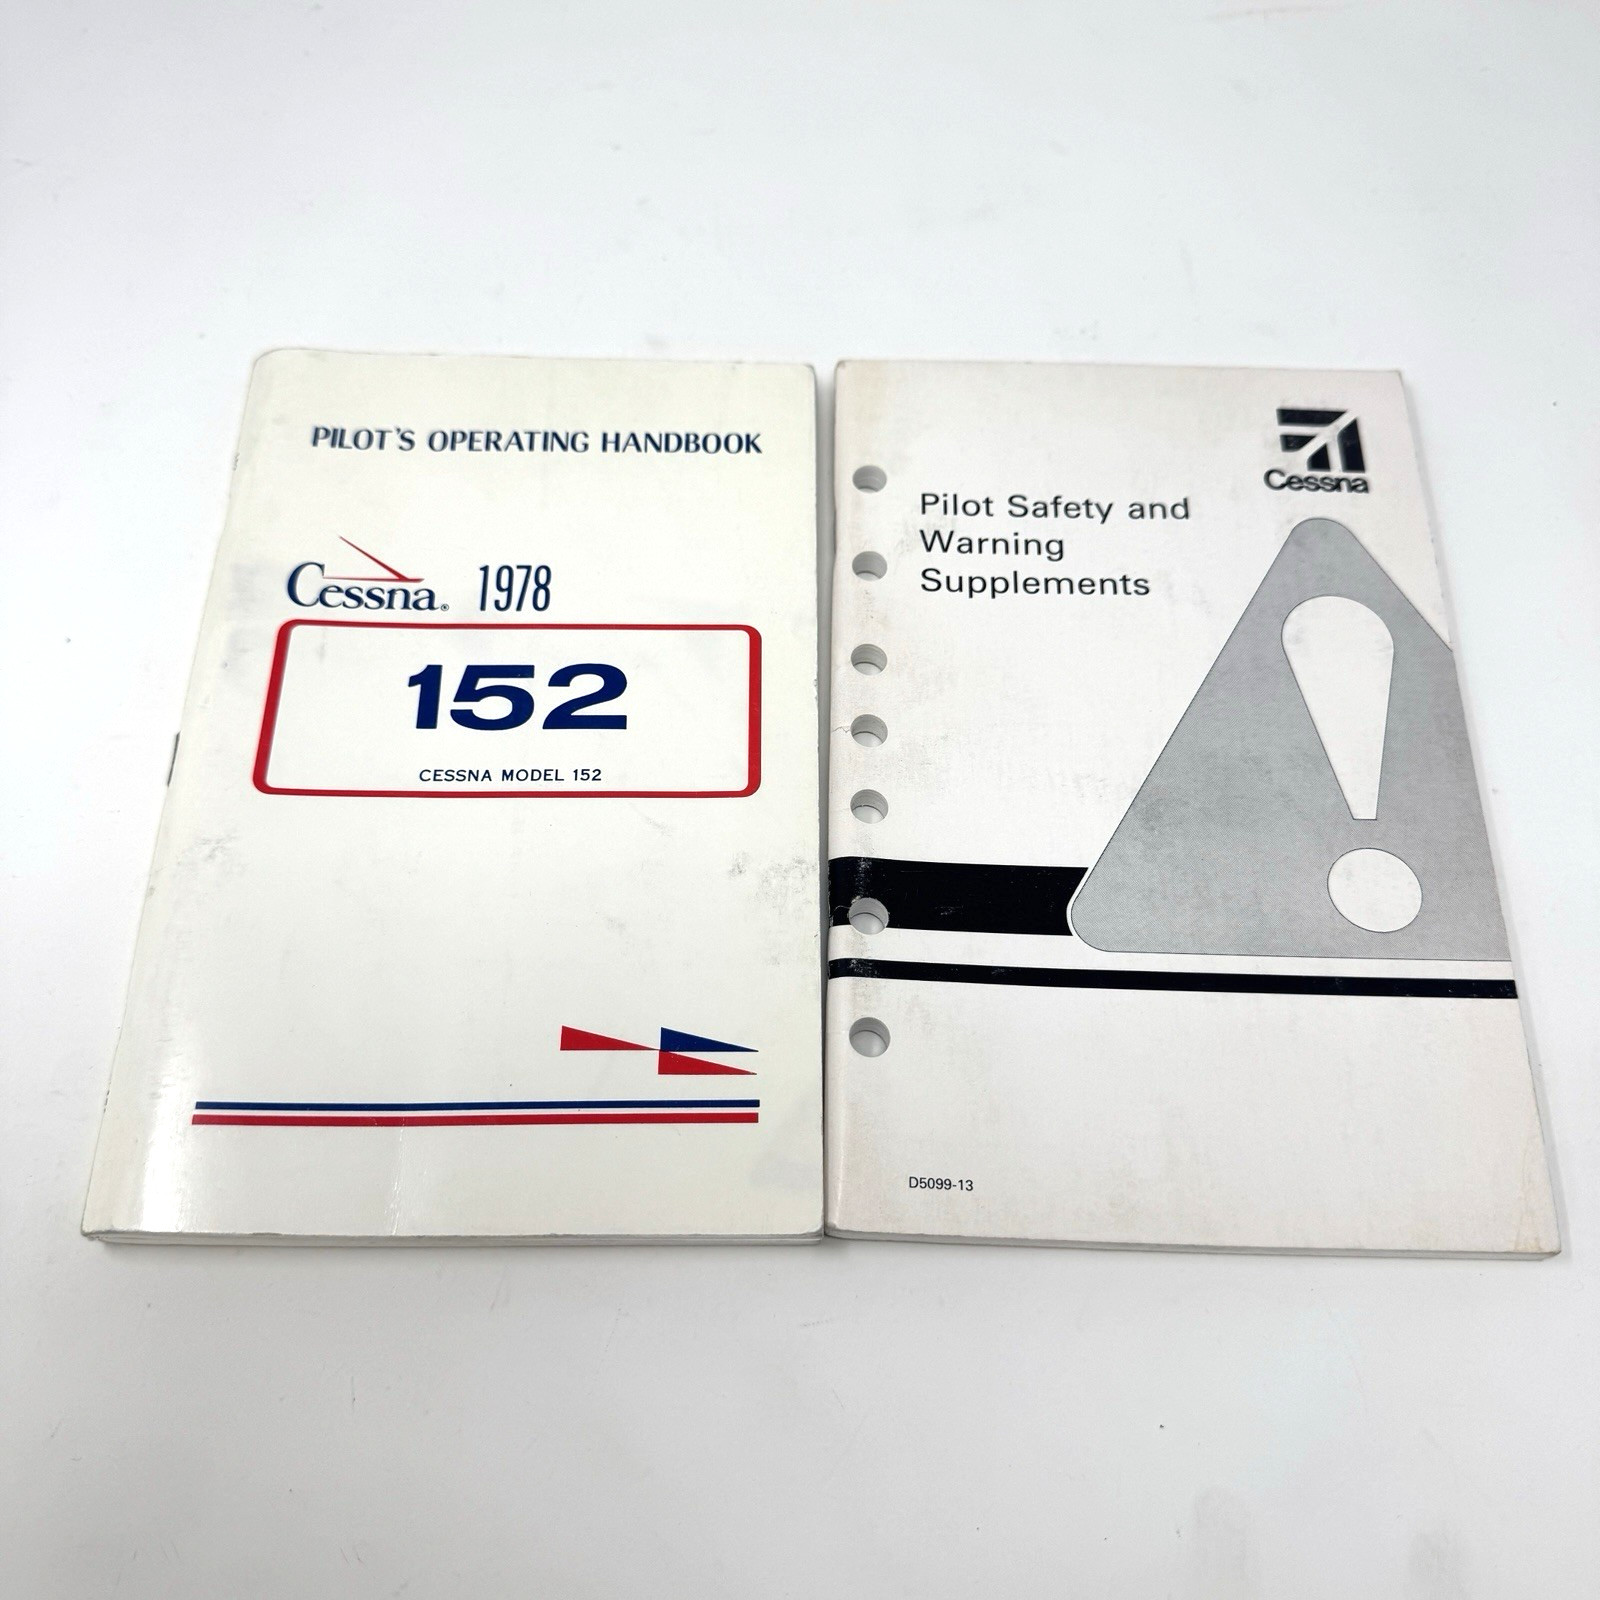 PILOT'S OPERATING HANDBOOK
Cessna® 1978
152
CESSNA MODEL 152
Cessna
Pilot Safety and
Warning
Supplements
D5099-13